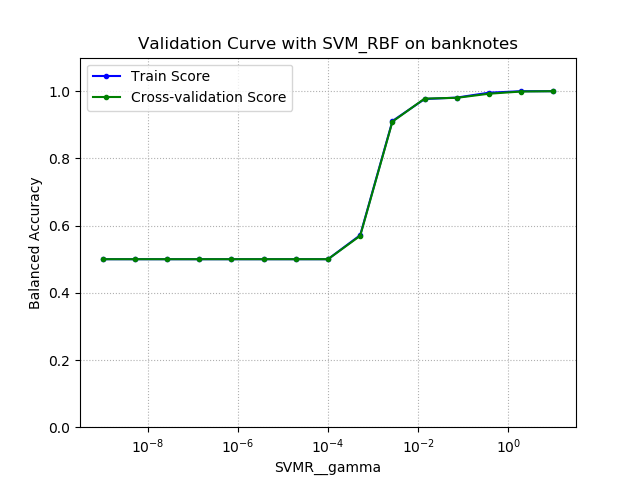 Validation Curve with SVM_RBF on banknotes
Train Score
Cross-validation Score
1.0
0.8
0.6
0.4
0.2
0.0
Balanced Accuracy
10⁻⁸
10⁻⁶
10⁻⁴
10⁻²
10⁰
SVMR__gamma